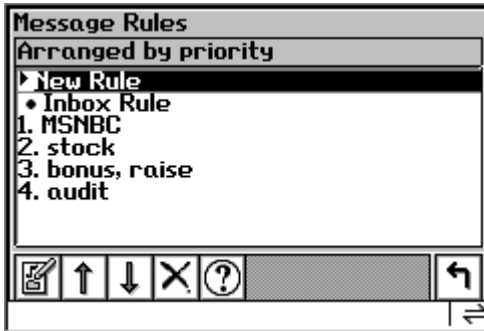 Message Rules
Arranged by priority
New Rule
• Inbox Rule
1. MSNBC
2. stock
3. bonus, raise
4. audit
?